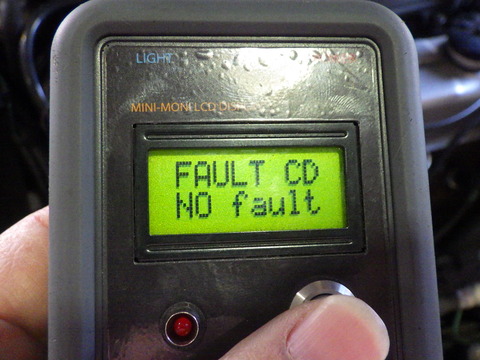 LIGHT
MINI-MONI LCD
FAULT CD
NO fault